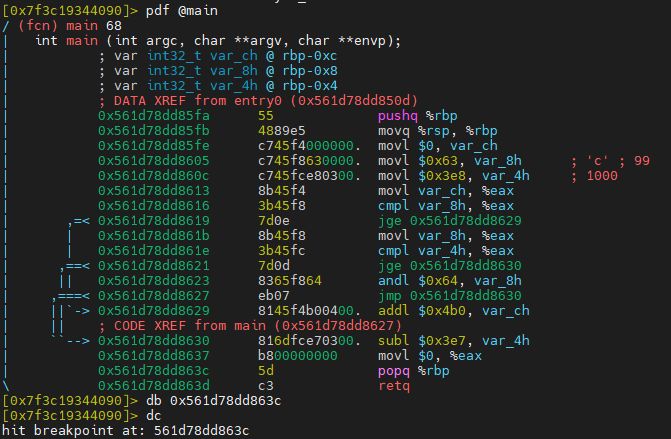 [0x7f3c19344090]> pdf @main
/ (fcn) main 68
|   int main (int argc, char **argv, char **envp);
|           ; var int32_t var_ch @ rbp-0xc
|           ; var int32_t var_8h @ rbp-0x8
|           ; var int32_t var_4h @ rbp-0x4
|           ; DATA XREF from entry0 (0x561d78dd850d)
|           0x561d78dd85fa      55             pushq %rbp
|           0x561d78dd85fb      4889e5         movq %rsp, %rbp
|           0x561d78dd85fe      c745f4000000.  movl $0, var_ch
|           0x561d78dd8605      c745f8630000.  movl $0x63, var_8h      ; 'c' ; 99
|           0x561d78dd860c      c745fce80300.  movl $0x3e8, var_4h     ; 1000
|           0x561d78dd8613      8b45f4         movl var_ch, %eax
|           0x561d78dd8616      3b45f8         cmpl var_8h, %eax
|       ,=< 0x561d78dd8619      7d0e           jge 0x561d78dd8629
|       |   0x561d78dd861b      8b45f8         movl var_8h, %eax
|       |   0x561d78dd861e      3b45fc         cmpl var_4h, %eax
|      ,==< 0x561d78dd8621      7d0d           jge 0x561d78dd8630
|      ||   0x561d78dd8623      8365f864       andl $0x64, var_8h
|     ,===< 0x561d78dd8627      eb07           jmp 0x561d78dd8630
|     ||`-> 0x561d78dd8629      8145f4b00400.  addl $0x4b0, var_ch
|     ||    ; CODE XREF from main (0x561d78dd8627)
|     ``--> 0x561d78dd8630      816dfce70300.  subl $0x3e7, var_4h
|           0x561d78dd8637      b800000000     movl $0, %eax
|           0x561d78dd863c      5d             popq %rbp
\           0x561d78dd863d      c3             retq
[0x7f3c19344090]> db 0x561d78dd863c
[0x7f3c19344090]> dc
hit breakpoint at: 561d78dd863c